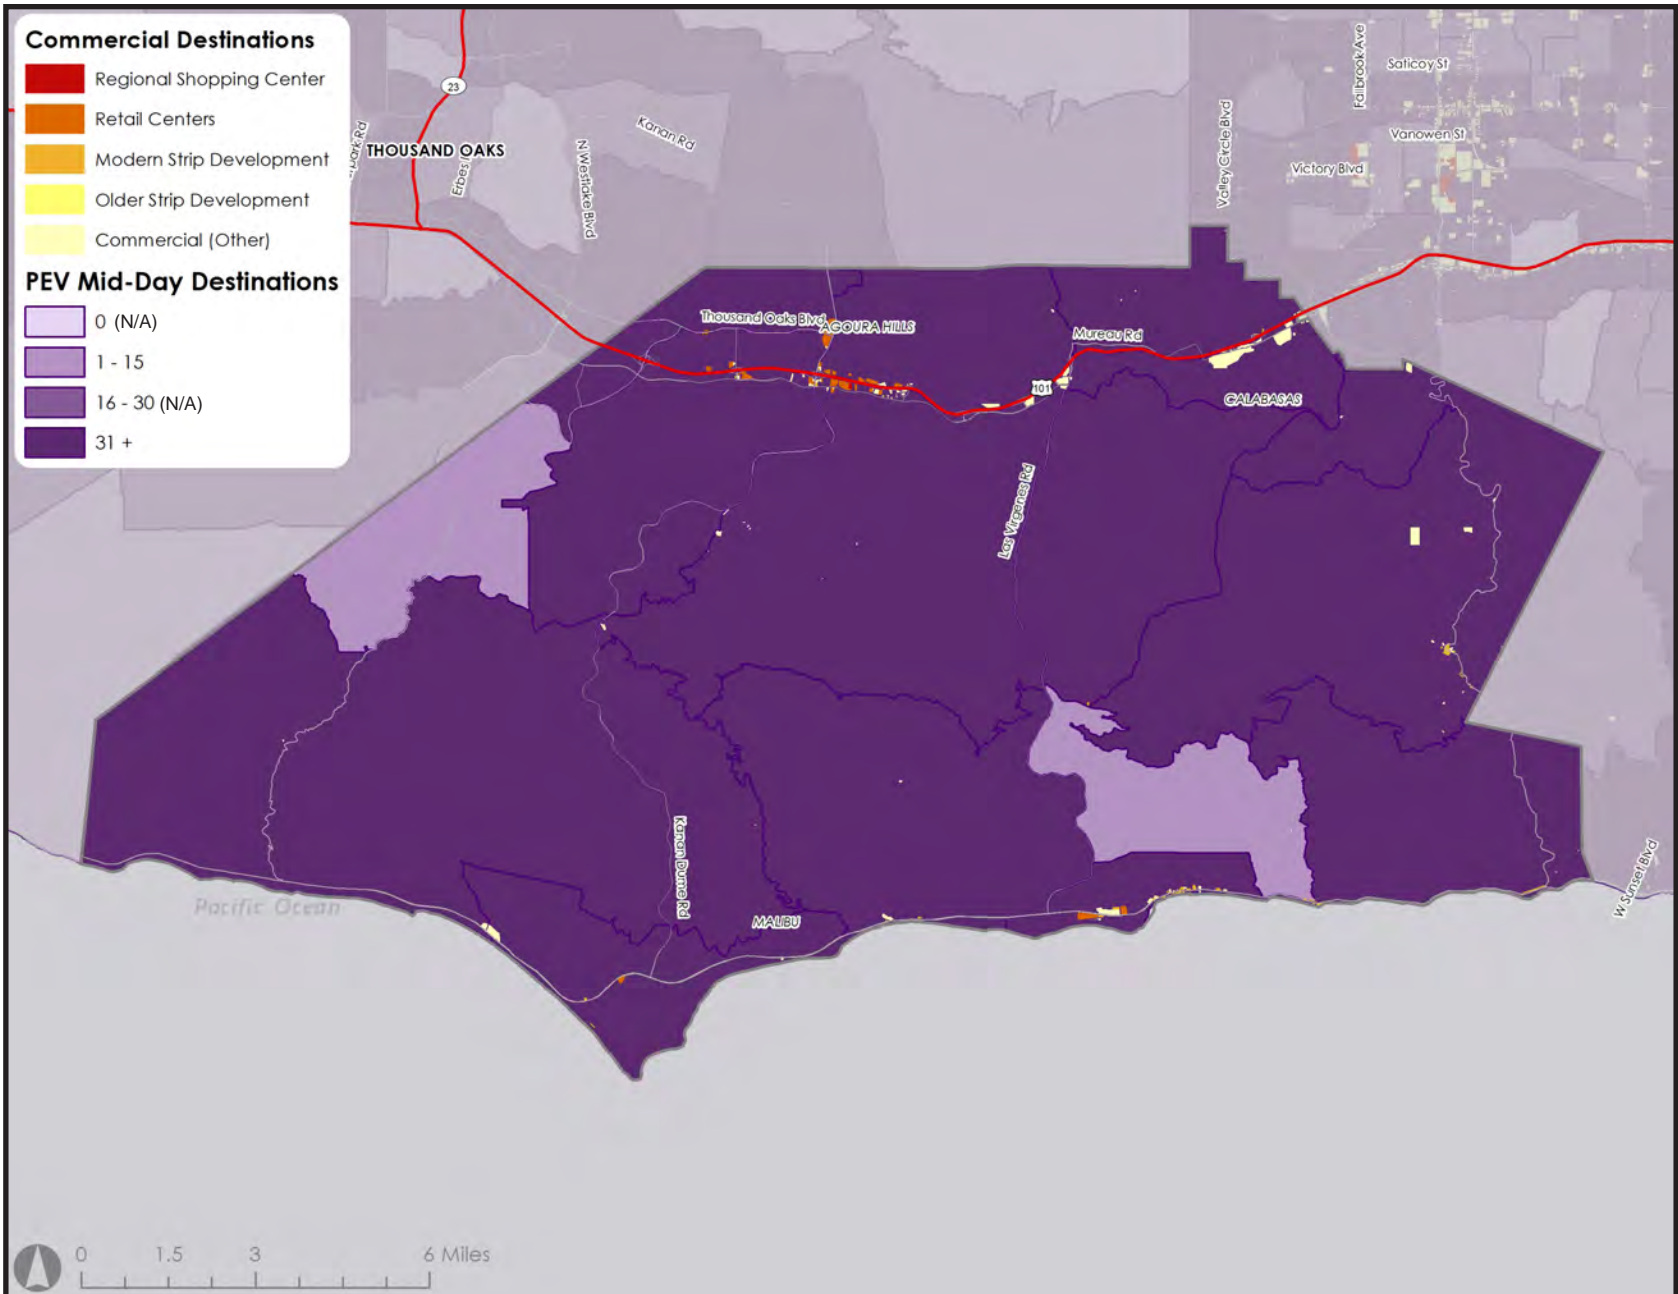 Commercial Destinations
Regional Shopping Center
Retail Centers
Modern Strip Development
Older Strip Development
Commercial (Other)
PEV Mid-Day Destinations
0 (N/A)
1 - 15
16 - 30 (N/A)
31 +
23
THOUSAND OAKS
N Westlake Blvd
Kanan Rd
Valley Circle Blvd
Fallbrook Ave
Saticoy St
Vanowen St
Victory Blvd
Thousand Oaks Blvd
AGOURA HILLS
Mureau Rd
101
CALABASAS
Las Virgenes Rd
Kanan Dume Rd
MALIBU
Pacific Ocean
W Sunset Blvd
0 1.5 3 6 Miles